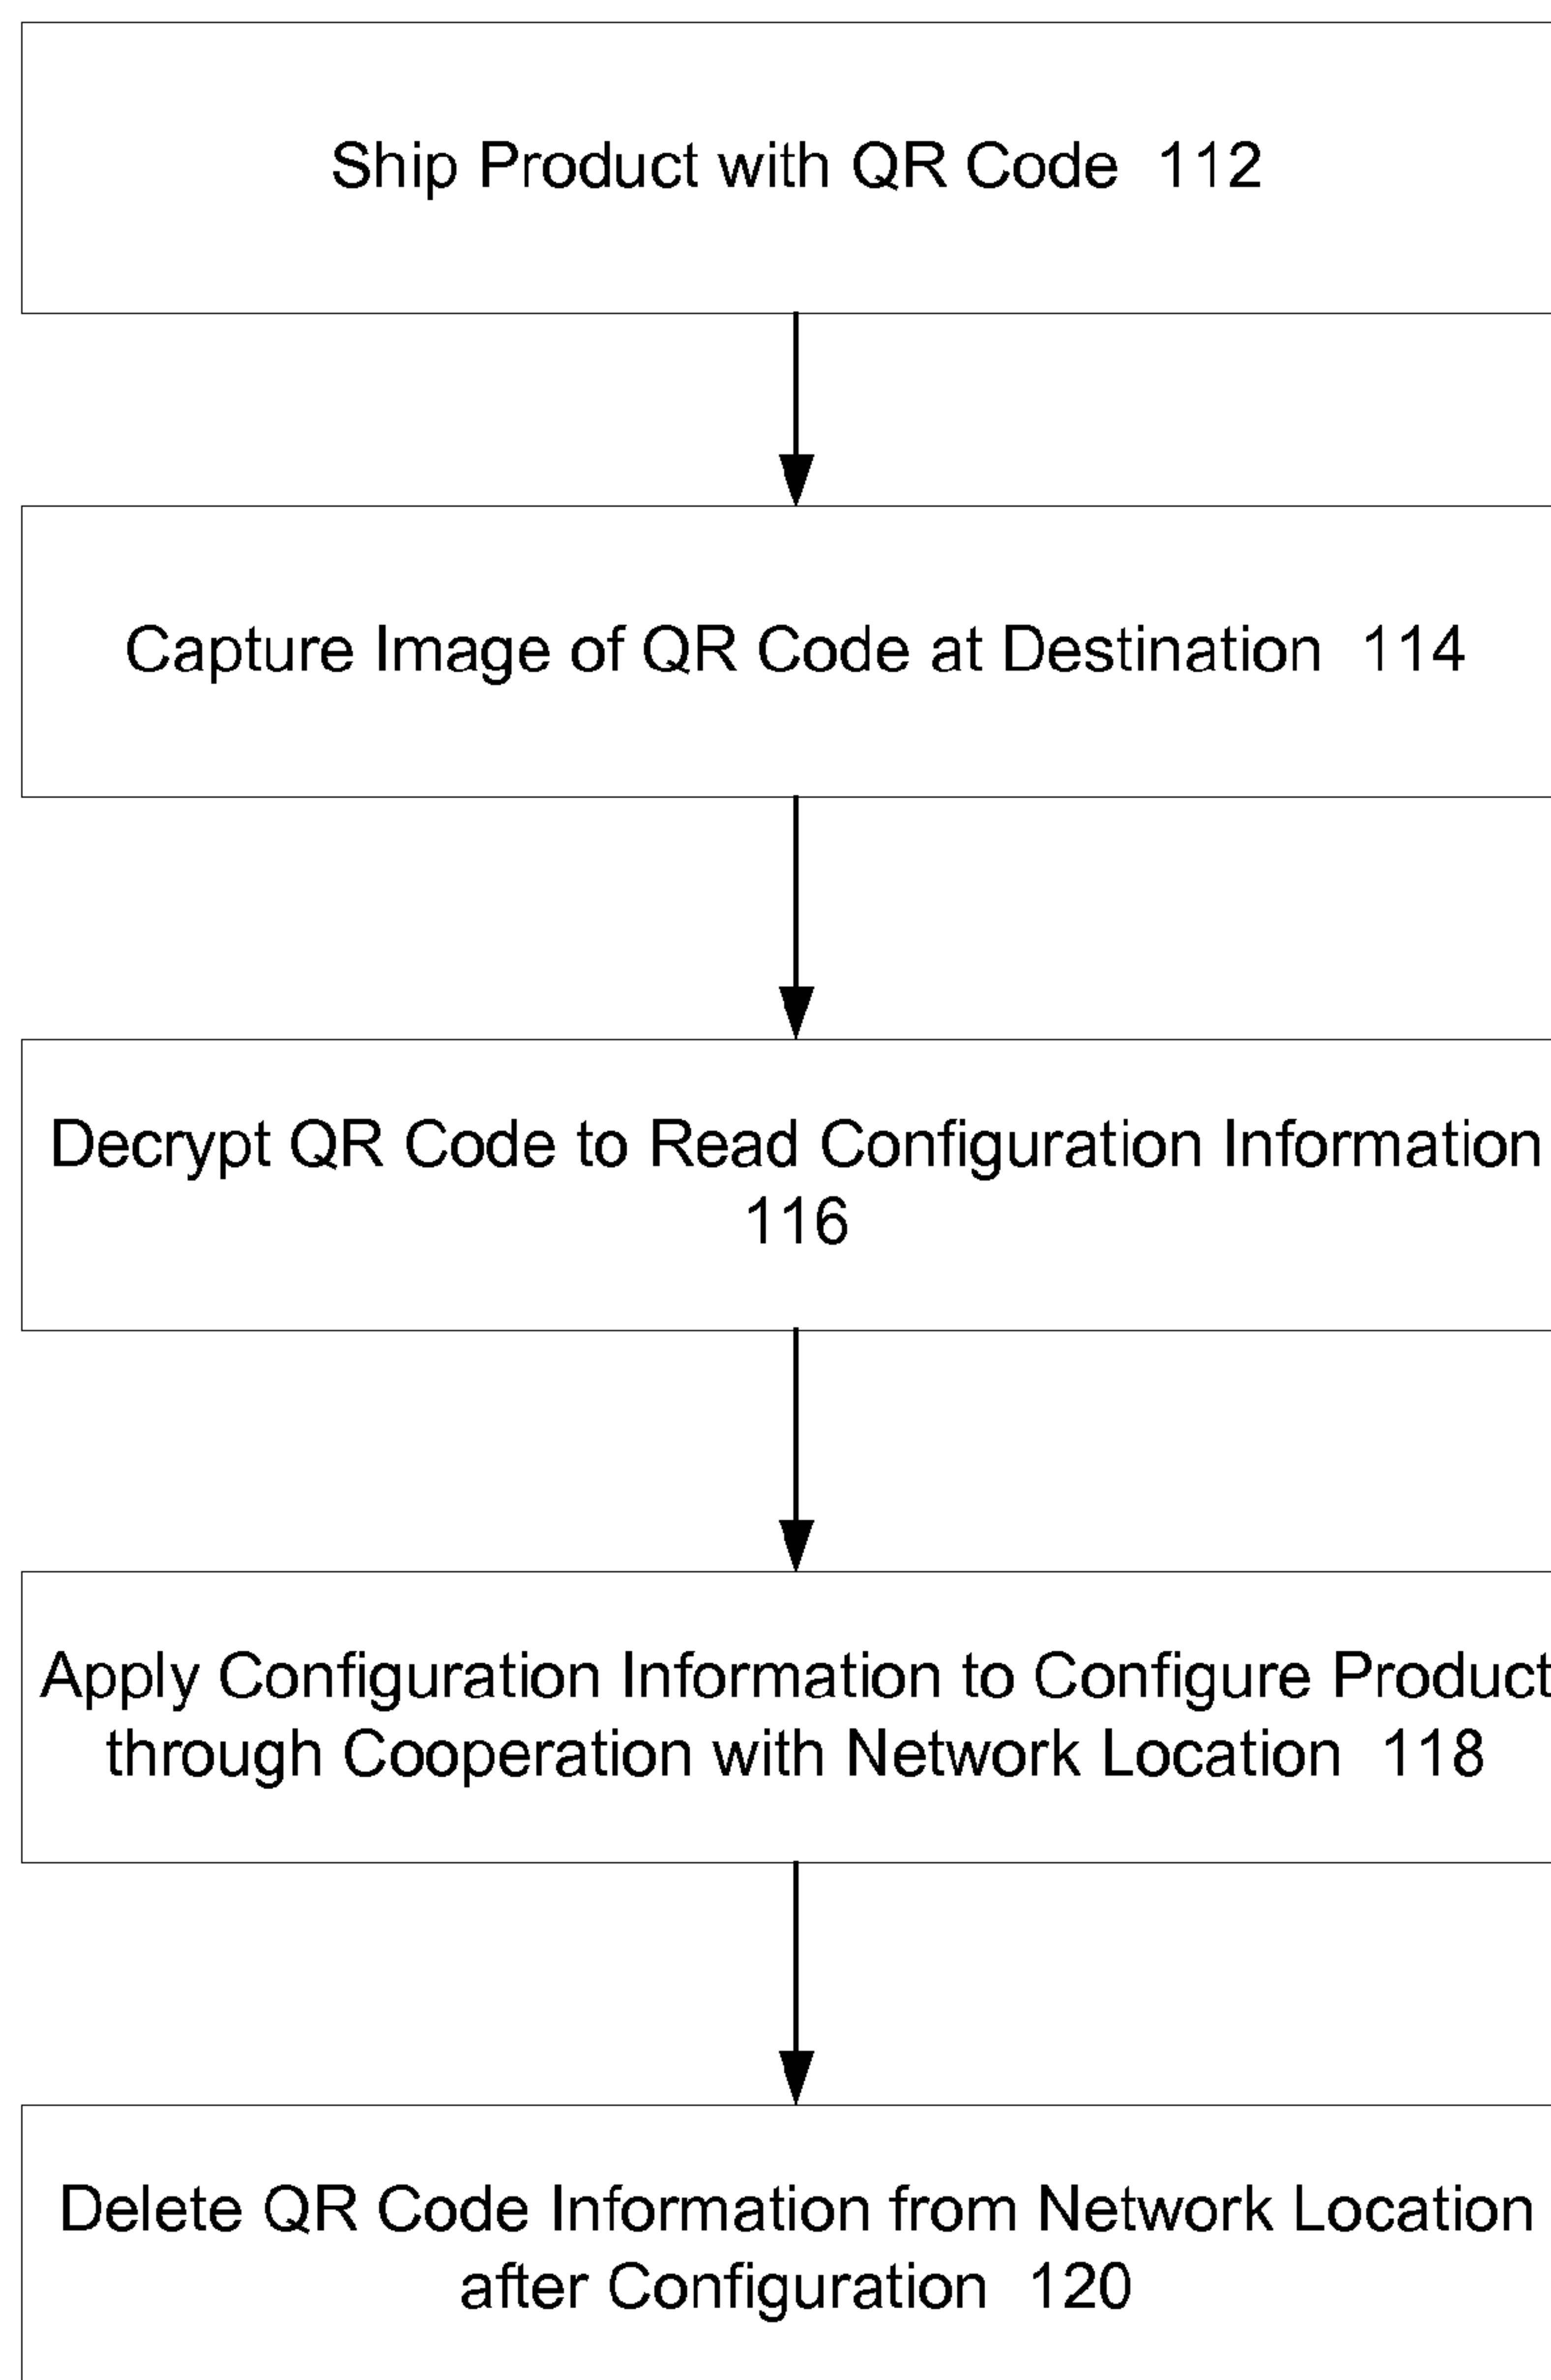 Ship Product with QR Code 112
Capture Image of QR Code at Destination 114
Decrypt QR Code to Read Configuration Information
116
Apply Configuration Information to Configure Product
through Cooperation with Network Location 118
Delete QR Code Information from Network Location
after Configuration 120